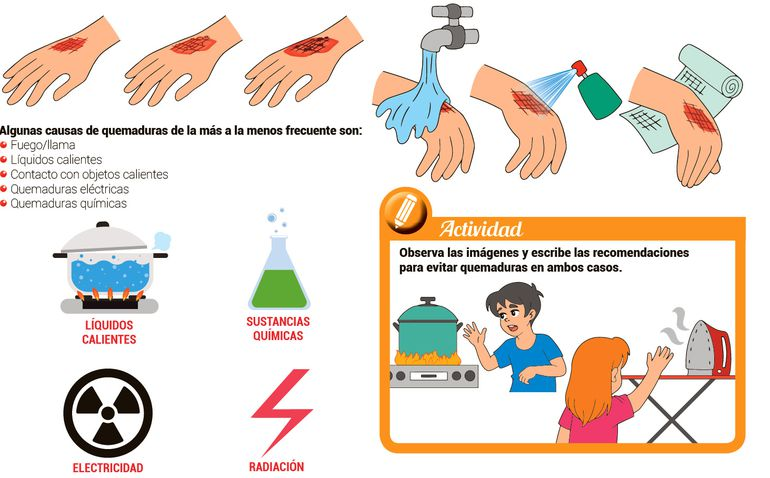 Algunas causas de quemaduras de la más a la menos frecuente son:
Fuego/llama
Líquidos calientes
Contacto con objetos calientes
Quemaduras eléctricas
Quemaduras químicas
LÍQUIDOS
CALIENTES
SUSTANCIAS
QUÍMICAS
ELECTRICIDAD
RADIACIÓN
Actividad
Observa las imágenes y escribe las recomendaciones
para evitar quemaduras en ambos casos.